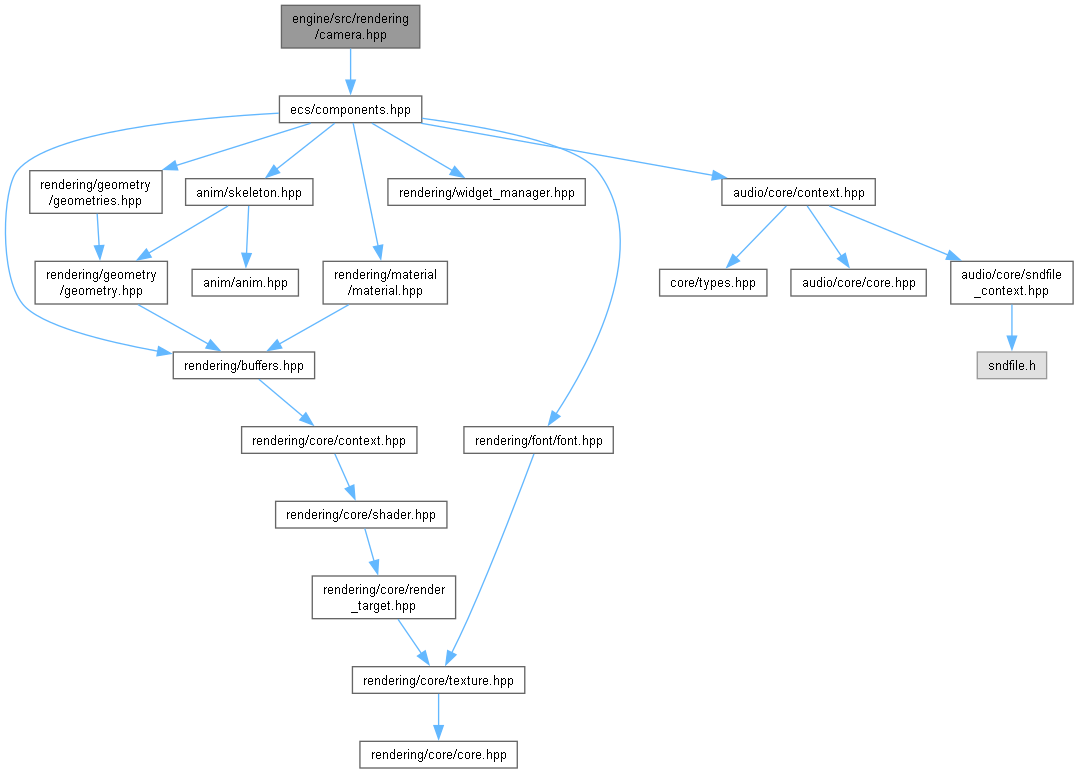 engine/src/rendering
/camera.hpp
ecs/components.hpp
rendering/geometry
/geometries.hpp
anim/skeleton.hpp
rendering/widget_manager.hpp
audio/core/context.hpp
rendering/geometry
/geometry.hpp
anim/anim.hpp
rendering/material
/material.hpp
core/types.hpp
audio/core/core.hpp
audio/core/sndfile
_context.hpp
rendering/buffers.hpp
sndfile.h
rendering/core/context.hpp
rendering/font/font.hpp
rendering/core/shader.hpp
rendering/core/render
_target.hpp
rendering/core/texture.hpp
rendering/core/core.hpp